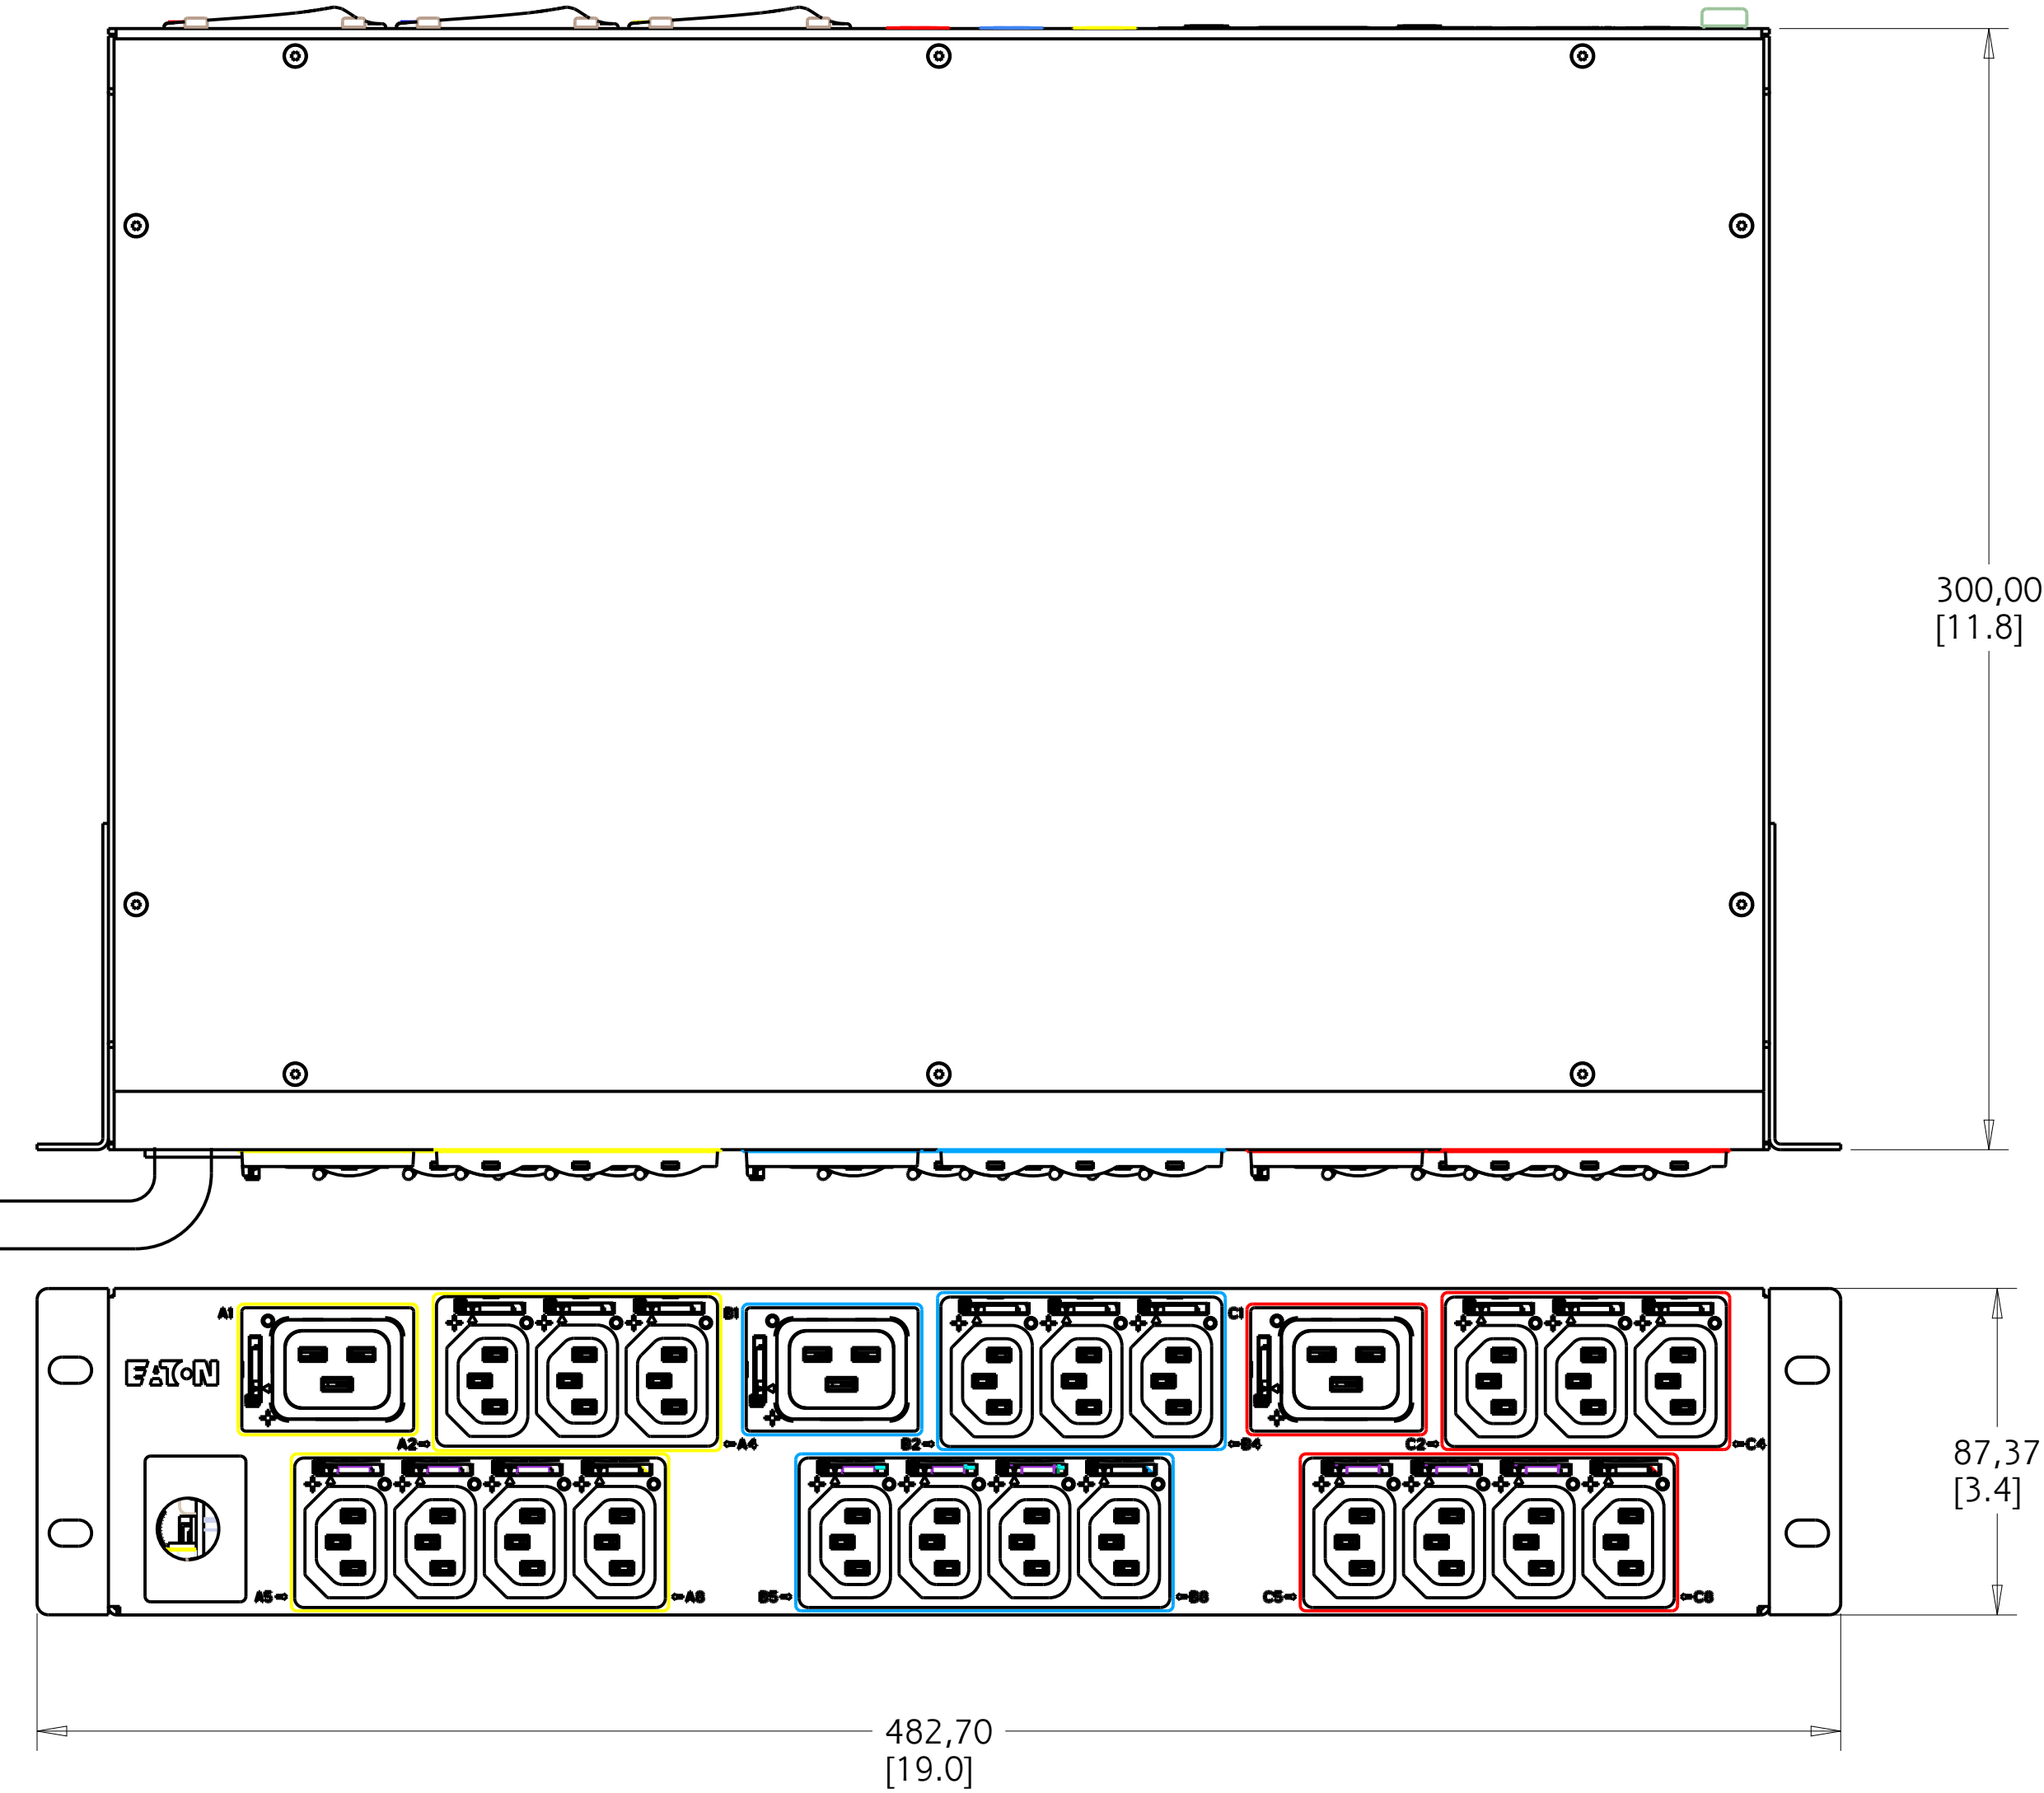 300,00
[11.8]
A1
B1
C1
EATON
A2⇨
⇦A4
B2⇨
⇦B4
C2⇨
⇦C4
87,37
[3.4]
A5⇨
⇦A8
B5⇨
⇦B8
C5⇨
⇦C8
482,70
[19.0]